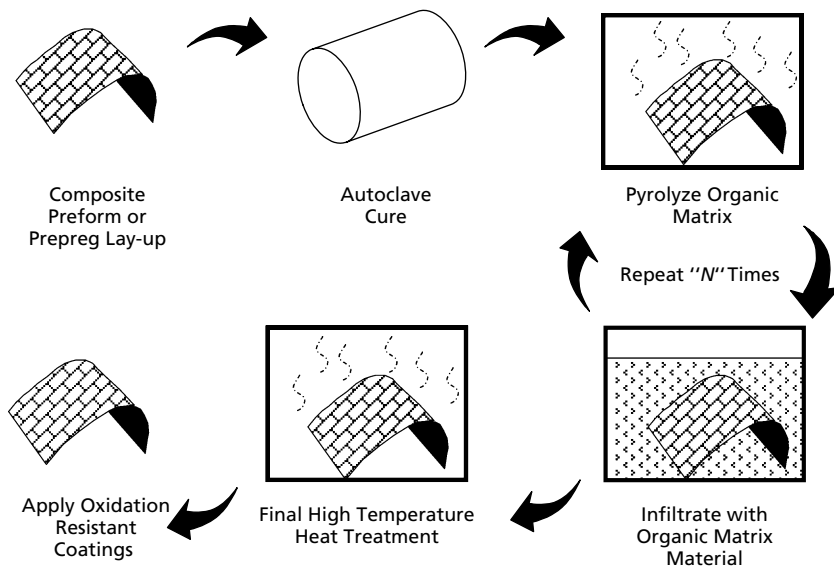 Composite
Preform or
Prepreg Lay-up
Autoclave
Cure
Pyrolyze Organic
Matrix
Repeat ''N'' Times
Infiltrate with
Organic Matrix
Material
Final High Temperature
Heat Treatment
Apply Oxidation
Resistant
Coatings